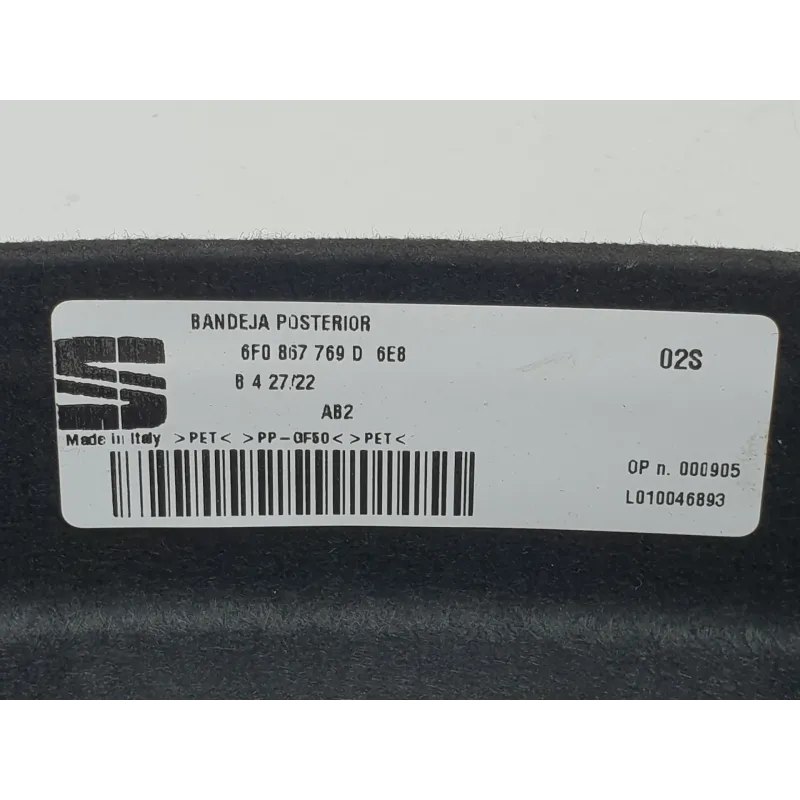 BANDEJA POSTERIOR
6F0 867 769 D 6E8
02S
8 4 27/22
AB2
Made in Italy >PET< >PP-GF50< >PET<
OP n. 000905
L010046893